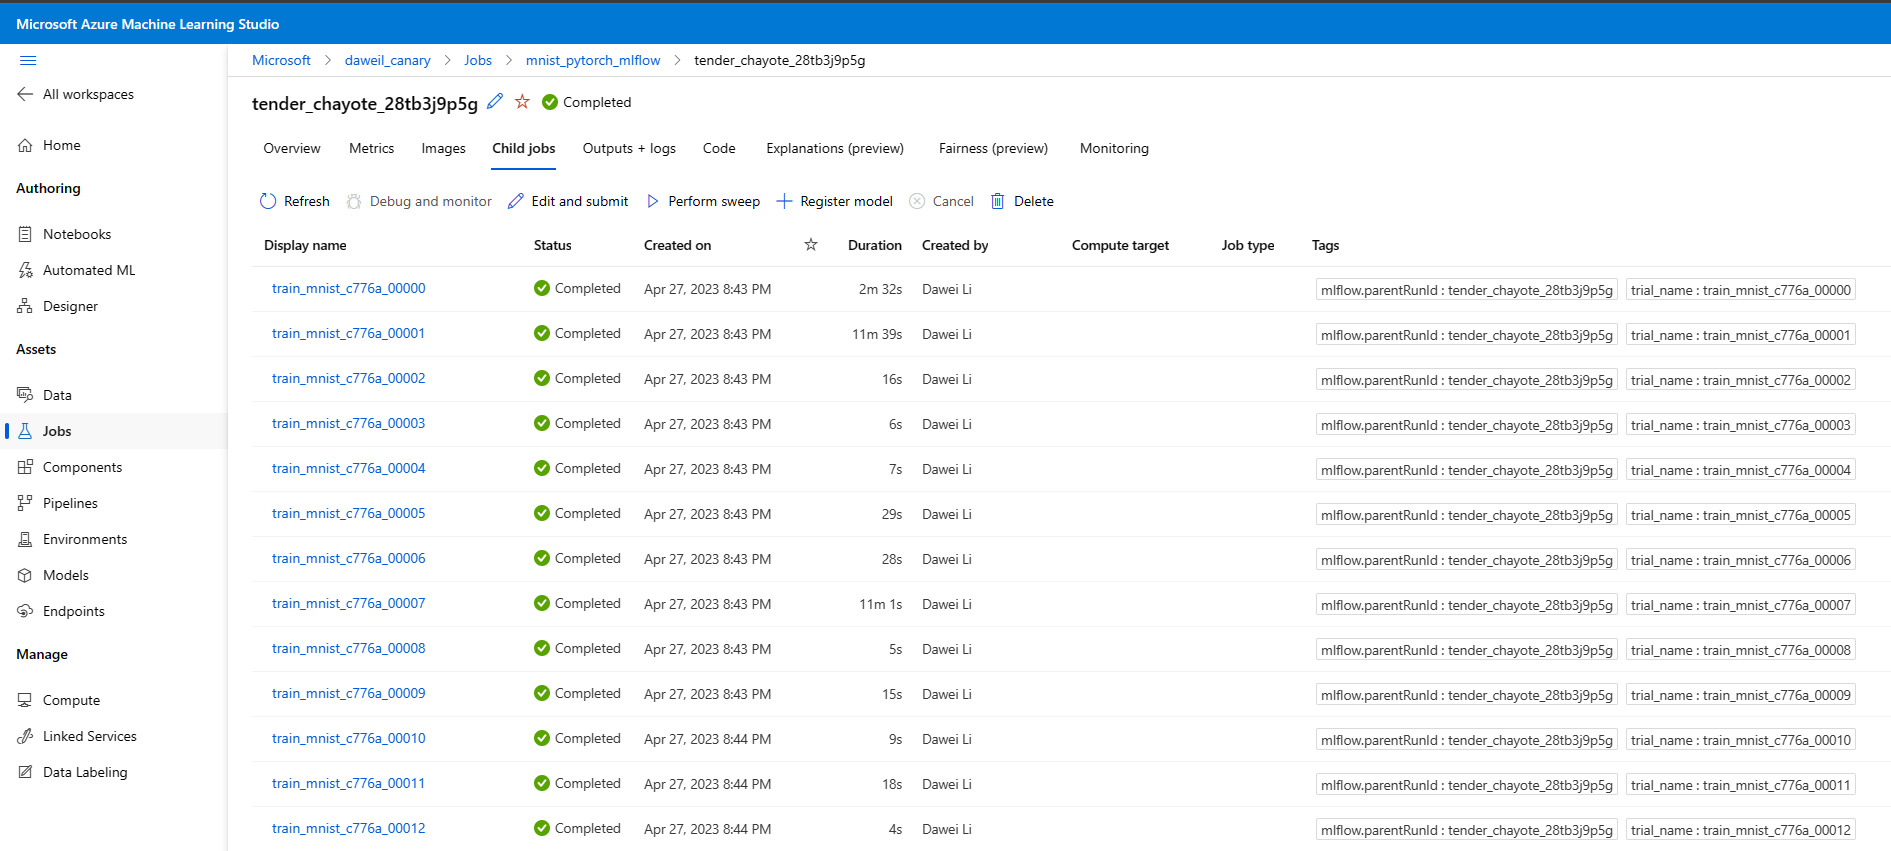 Microsoft Azure Machine Learning Studio
Microsoft > daweil_canary > Jobs > mnist_pytorch_mlflow > tender_chayote_28tb3j9p5g
All workspaces
Home
Authoring
Notebooks
Automated ML
Designer
Assets
Data
Jobs
Components
Pipelines
Environments
Models
Endpoints
Manage
Compute
Linked Services
Data Labeling
tender_chayote_28tb3j9p5g Completed
Overview Metrics Images Child jobs Outputs + logs Code Explanations (preview) Fairness (preview) Monitoring
Refresh Debug and monitor Edit and submit Perform sweep Register model Cancel Delete
Display name Status Created on Duration Created by Compute target Job type Tags
train_mnist_c776a_00000 Completed Apr 27, 2023 8:43 PM 2m 32s Dawei Li mlflow.parentRunId : tender_chayote_28tb3j9p5g trial_name : train_mnist_c776a_00000
train_mnist_c776a_00001 Completed Apr 27, 2023 8:43 PM 11m 39s Dawei Li mlflow.parentRunId : tender_chayote_28tb3j9p5g trial_name : train_mnist_c776a_00001
train_mnist_c776a_00002 Completed Apr 27, 2023 8:43 PM 16s Dawei Li mlflow.parentRunId : tender_chayote_28tb3j9p5g trial_name : train_mnist_c776a_00002
train_mnist_c776a_00003 Completed Apr 27, 2023 8:43 PM 6s Dawei Li mlflow.parentRunId : tender_chayote_28tb3j9p5g trial_name : train_mnist_c776a_00003
train_mnist_c776a_00004 Completed Apr 27, 2023 8:43 PM 7s Dawei Li mlflow.parentRunId : tender_chayote_28tb3j9p5g trial_name : train_mnist_c776a_00004
train_mnist_c776a_00005 Completed Apr 27, 2023 8:43 PM 29s Dawei Li mlflow.parentRunId : tender_chayote_28tb3j9p5g trial_name : train_mnist_c776a_00005
train_mnist_c776a_00006 Completed Apr 27, 2023 8:43 PM 28s Dawei Li mlflow.parentRunId : tender_chayote_28tb3j9p5g trial_name : train_mnist_c776a_00006
train_mnist_c776a_00007 Completed Apr 27, 2023 8:43 PM 11m 1s Dawei Li mlflow.parentRunId : tender_chayote_28tb3j9p5g trial_name : train_mnist_c776a_00007
train_mnist_c776a_00008 Completed Apr 27, 2023 8:43 PM 5s Dawei Li mlflow.parentRunId : tender_chayote_28tb3j9p5g trial_name : train_mnist_c776a_00008
train_mnist_c776a_00009 Completed Apr 27, 2023 8:43 PM 15s Dawei Li mlflow.parentRunId : tender_chayote_28tb3j9p5g trial_name : train_mnist_c776a_00009
train_mnist_c776a_00010 Completed Apr 27, 2023 8:44 PM 9s Dawei Li mlflow.parentRunId : tender_chayote_28tb3j9p5g trial_name : train_mnist_c776a_00010
train_mnist_c776a_00011 Completed Apr 27, 2023 8:44 PM 18s Dawei Li mlflow.parentRunId : tender_chayote_28tb3j9p5g trial_name : train_mnist_c776a_00011
train_mnist_c776a_00012 Completed Apr 27, 2023 8:44 PM 4s Dawei Li mlflow.parentRunId : tender_chayote_28tb3j9p5g trial_name : train_mnist_c776a_00012